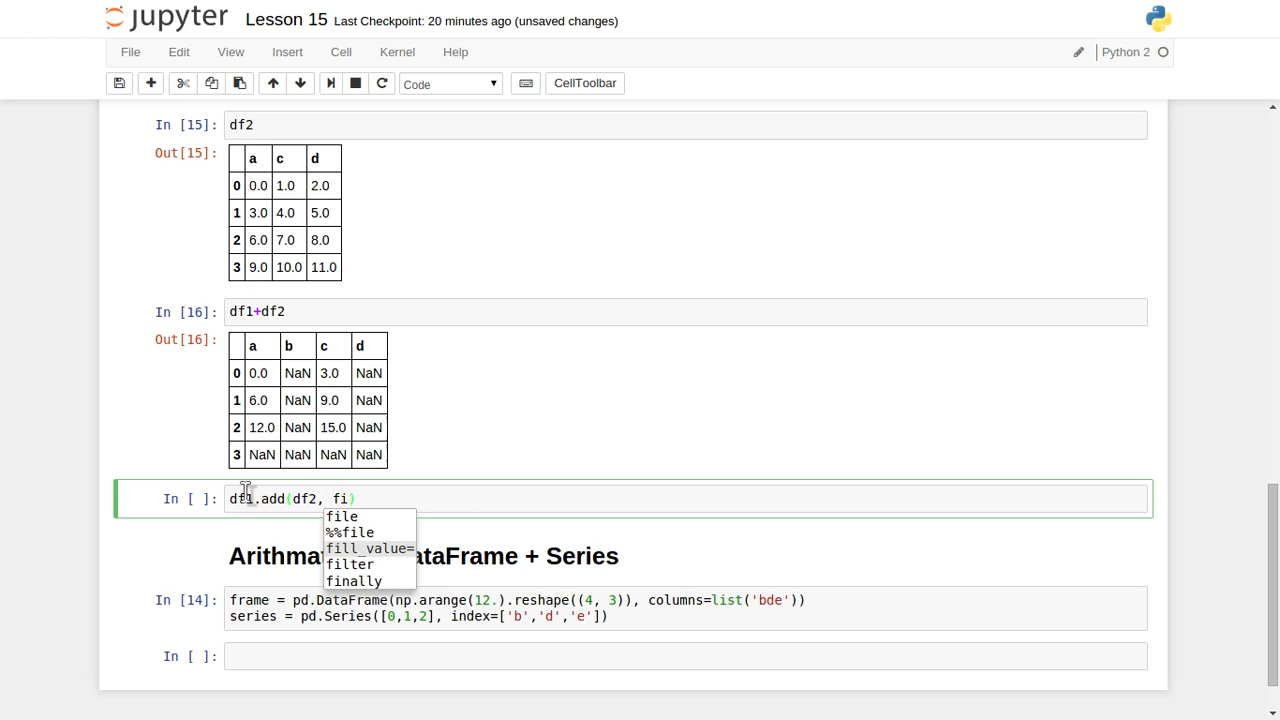 jupyter Lesson 15 Last Checkpoint: 20 minutes ago (unsaved changes)
File Edit View Insert Cell Kernel Help Python 2
Code CellToolbar
In [15]: df2
Out[15]:
a c d
0 0.0 1.0 2.0
1 3.0 4.0 5.0
2 6.0 7.0 8.0
3 9.0 10.0 11.0
In [16]: df1+df2
Out[16]:
a b c d
0 0.0 NaN 3.0 NaN
1 6.0 NaN 9.0 NaN
2 12.0 NaN 15.0 NaN
3 NaN NaN NaN NaN
In [ ]: df1.add(df2, fi)
file
%%file
fill_value=
filter
finally
DataFrame + Series
In [14]: frame = pd.DataFrame(np.arange(12.).reshape((4, 3)), columns=list('bde'))
series = pd.Series([0,1,2], index=['b','d','e'])
In [ ]: